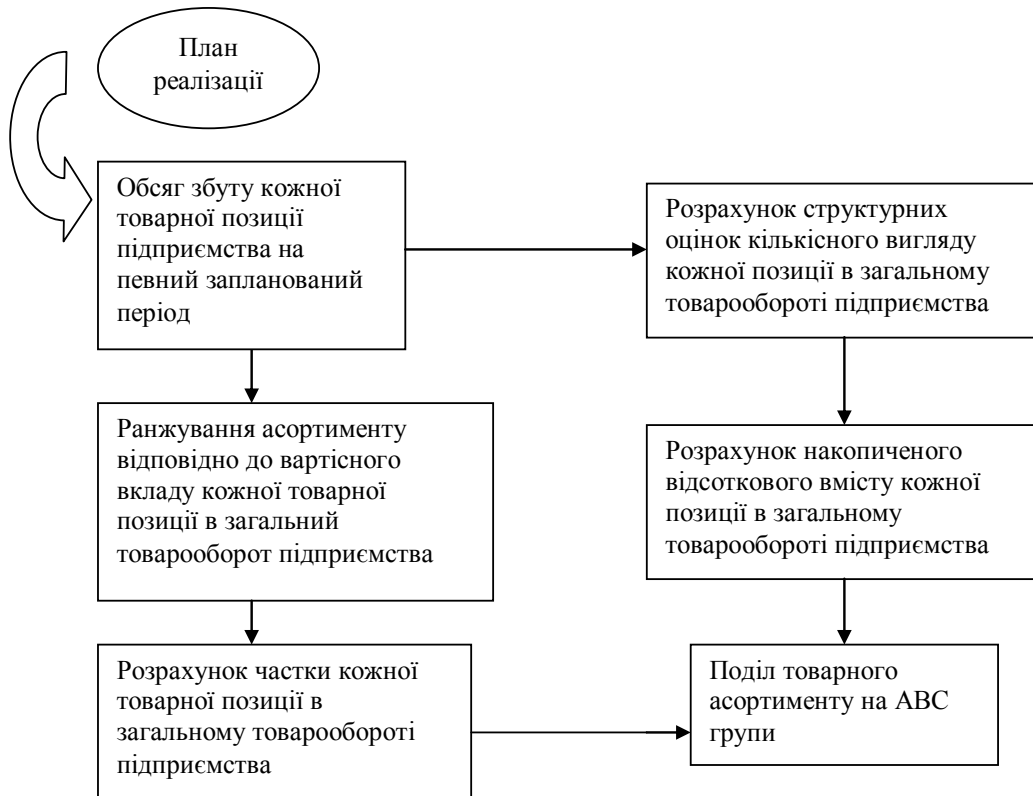 План
реалізації
Обсяг збуту кожної
товарної позиції
підприємства на
певний запланований
період
Розрахунок структурних
оцінок кількісного вигляду
кожної позиції в загальному
товарообороті підприємства
Ранжування асортименту
відповідно до вартісного
вкладу кожної товарної
позиції в загальний
товарооборот підприємства
Розрахунок накопиченого
відсоткового вмісту кожної
позиції в загальному
товарообороті підприємства
Розрахунок частки кожної
товарної позиції в
загальному товарообороті
підприємства
Поділ товарного
асортименту на АВС
групи